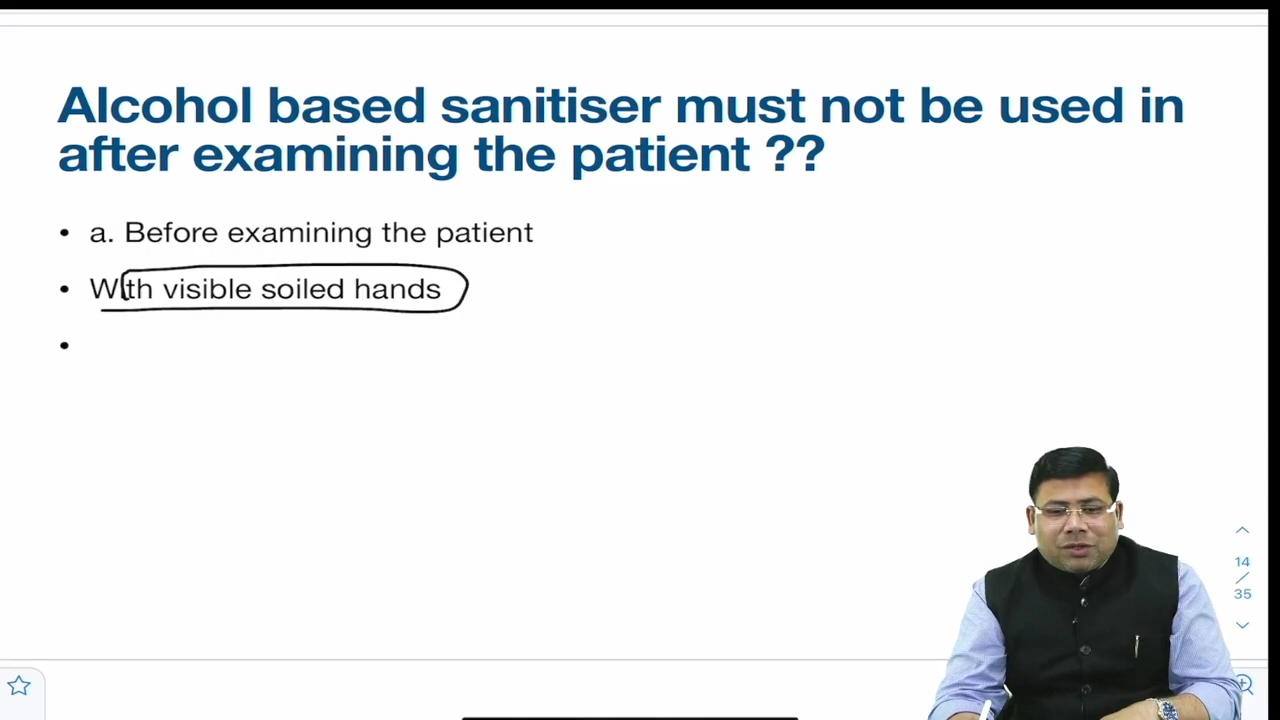 Alcohol based sanitiser must not be used in
after examining the patient ??
• a. Before examining the patient
• With visible soiled hands
•
14
/
35